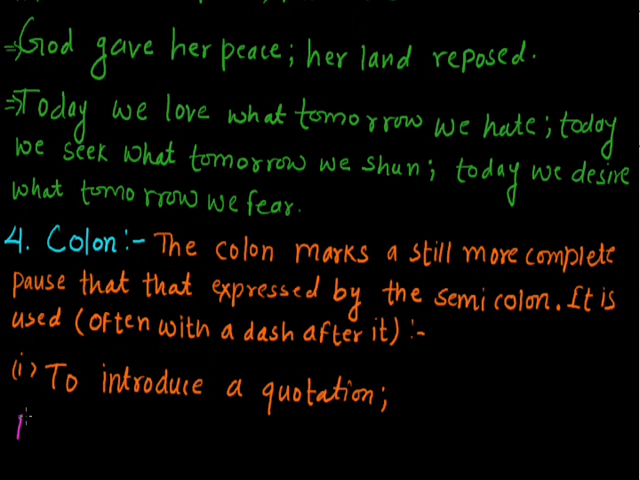 ⇒God gave her peace; her land reposed.
⇒Today we love what tomorrow we hate; today
we seek what tomorrow we shun; today we desire
what tomorrow we fear.
4. Colon:- The colon marks a still more complete
pause that that expressed by the semicolon. It is
used (often with a dash after it) :-
(i) To introduce a quotation;